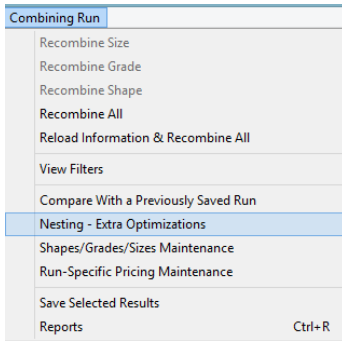 Combining Run
Recombine Size
Recombine Grade
Recombine Shape
Recombine All
Reload Information & Recombine All
View Filters
Compare With a Previously Saved Run
Nesting - Extra Optimizations
Shapes/Grades/Sizes Maintenance
Run-Specific Pricing Maintenance
Save Selected Results
Reports Ctrl+R